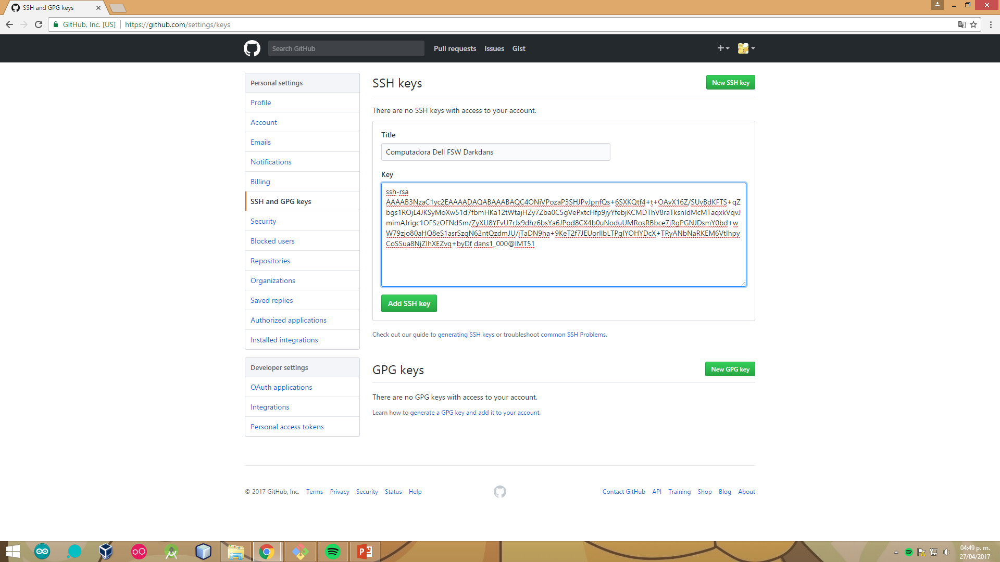 SSH and GPG keys
GitHub, Inc. [US] https://github.com/settings/keys
Search GitHub
Pull requests Issues Gist
Personal settings
Profile
Account
Emails
Notifications
Billing
SSH and GPG keys
Security
Blocked users
Repositories
Organizations
Saved replies
Authorized applications
Installed integrations
Developer settings
OAuth applications
Integrations
Personal access tokens
SSH keys
New SSH key
There are no SSH keys with access to your account.
Title
Computadora Dell FSW Darkdans
Key
ssh-rsa
AAAAB3NzaC1yc2EAAAADAQABAAABAQC4ONiVPozaP3SHJPvJpnfQs+6SXKQtf4+t+OAvX16Z/SUvBdKFTS+qZ
bgs1ROjL4JKSyMoXw51d7fbmHKa12tWtajHZy7Zba0C5gVePxtcHfp9jyYfebjKCMDThV8raTksnIdMcMTaqxkVqvJ
mimAJrigc1OFSzOFNdSm/ZyXU8YFvU7rJx9dhz6bsYa6JPod8CX4b0uNoduUMRosRBbce7jRgPGNJDsmY0bd+w
W79zjo80aHQ8eS1asrSzgN62ntQzdmJU/jTaDN9ha+9KeT2f7JEUorIlbLTPgIYOHYDcX+TRyANbNaRKEM6VtIhpy
CoSSua8NjZIhXEZvq+byDf dans1_000@IMT51
Add SSH key
Check out our guide to generating SSH keys or troubleshoot common SSH Problems.
GPG keys
New GPG key
There are no GPG keys with access to your account.
Learn how to generate a GPG key and add it to your account.
© 2017 GitHub, Inc. Terms Privacy Security Status Help
Contact GitHub API Training Shop Blog About
04:49 p. m.
27/04/2017